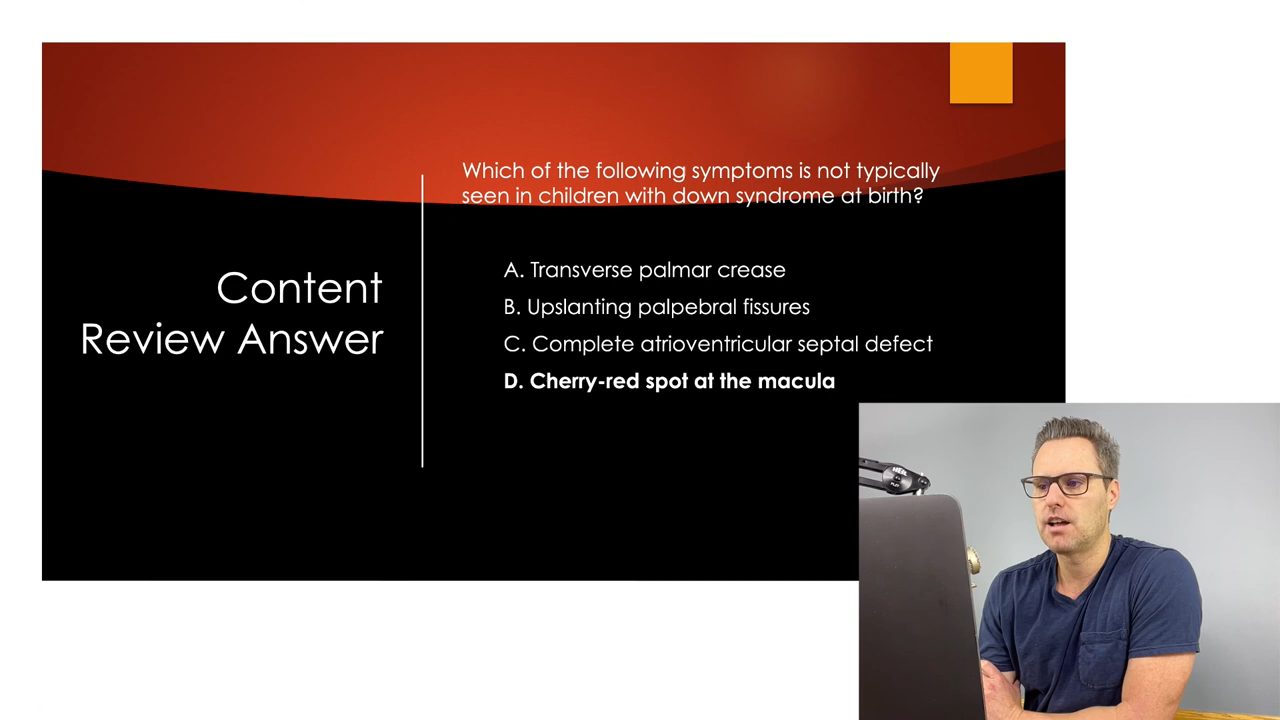 Which of the following symptoms is not typically
seen in children with down syndrome at birth?
Content
Review Answer
A. Transverse palmar crease
B. Upslanting palpebral fissures
C. Complete atrioventricular septal defect
D. Cherry-red spot at the macula
HEIL